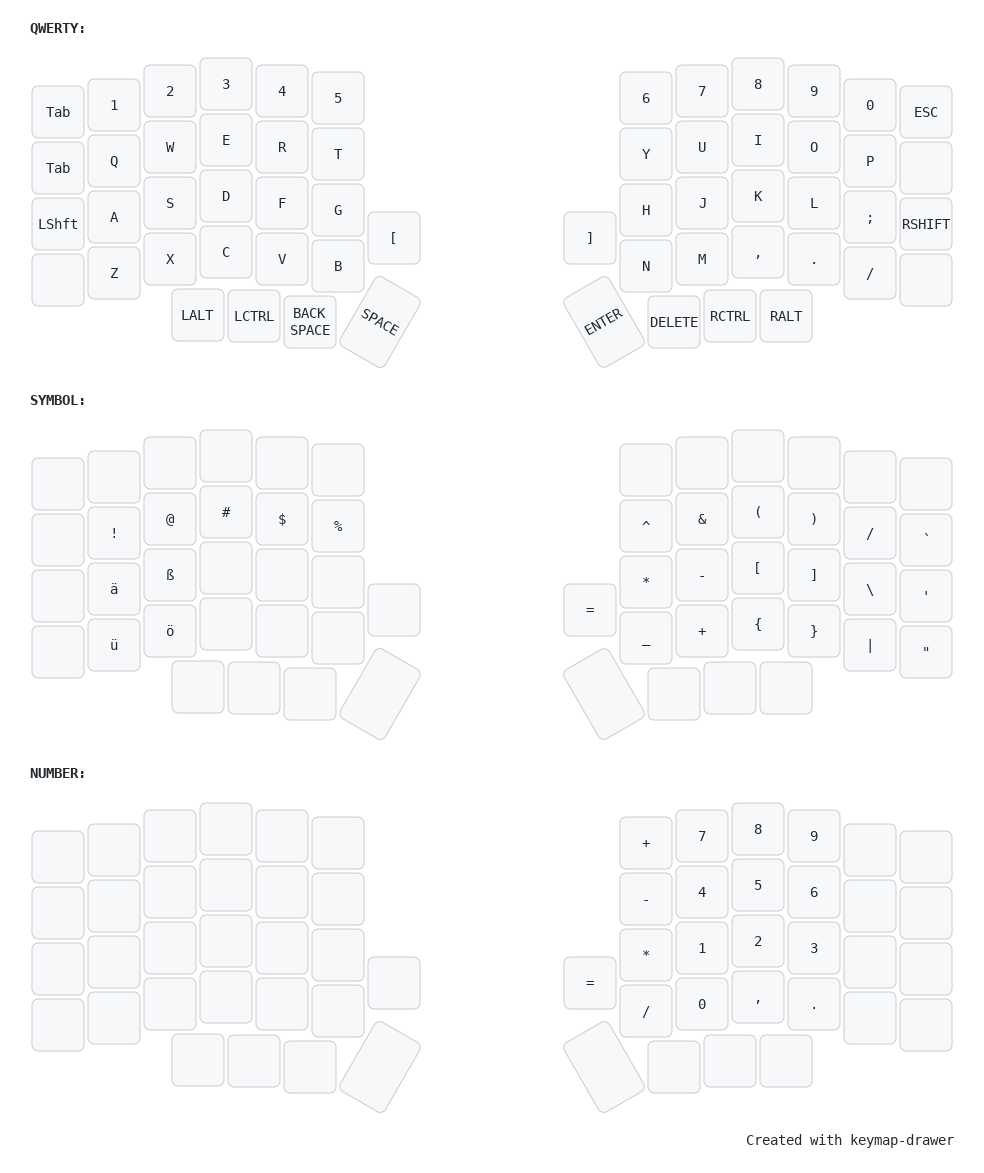 QWERTY:
Tab 1 2 3 4 5 6 7 8 9 0 ESC
Tab Q W E R T Y U I O P
LShft A S D F G [ ] H J K L ; RSHIFT
Z X C V B N M , . /
LALT LCTRL BACK SPACE SPACE ENTER DELETE RCTRL RALT
SYMBOL:
! @ # $ % ^ & ( ) / `
ä ß * - [ ] \ '
ü ö = _ + { } | "
NUMBER:
+ 7 8 9
- 4 5 6
* 1 2 3
= / 0 , .
Created with keymap-drawer